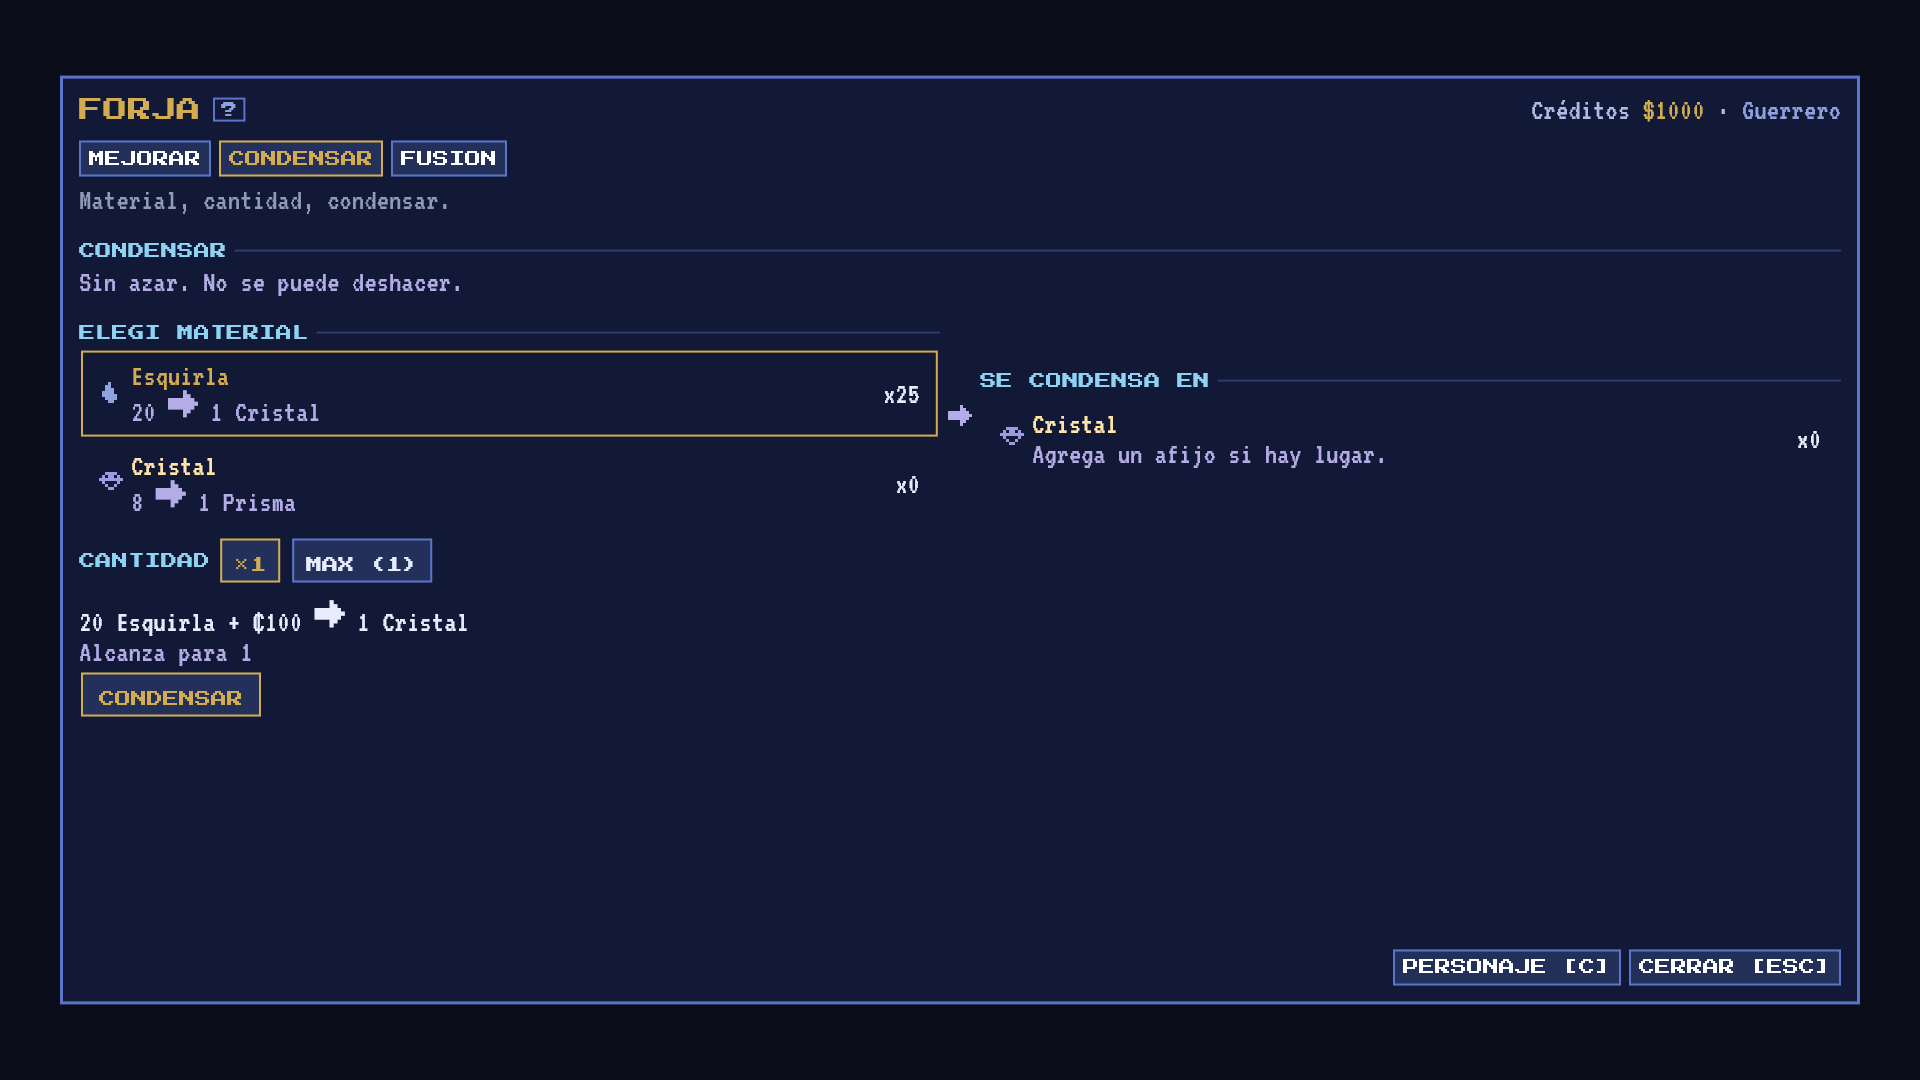 FORJA ?
Créditos $1000 · Guerrero
MEJORAR CONDENSAR FUSION
Material, cantidad, condensar.
CONDENSAR
Sin azar. No se puede deshacer.
ELEGI MATERIAL
Esquirla
20 ➡ 1 Cristal
x25
Cristal
8 ➡ 1 Prisma
x0
SE CONDENSA EN
Cristal
Agrega un afijo si hay lugar.
x0
CANTIDAD ×1 MAX (1)
20 Esquirla + ₵100 ➡ 1 Cristal
Alcanza para 1
CONDENSAR
PERSONAJE [C] CERRAR [ESC]